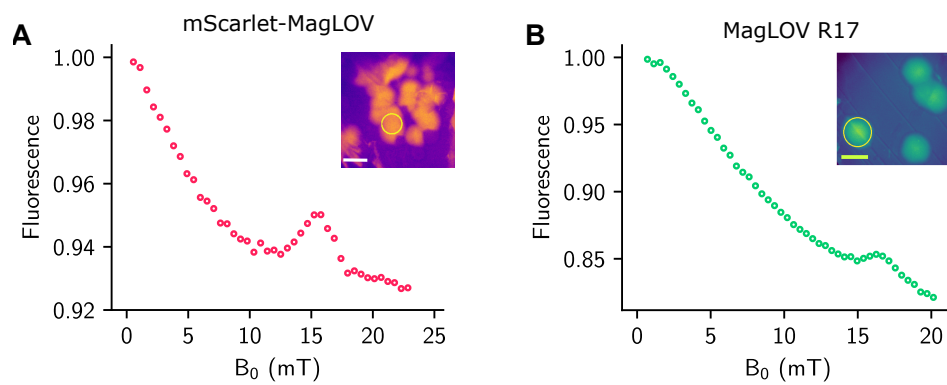 A
mScarlet-MagLOV
1.00
0.98
0.96
0.94
0.92
Fluorescence
0 5 10 15 20 25
B₀ (mT)
B
MagLOV R17
1.00
0.95
0.90
0.85
Fluorescence
0 5 10 15 20
B₀ (mT)